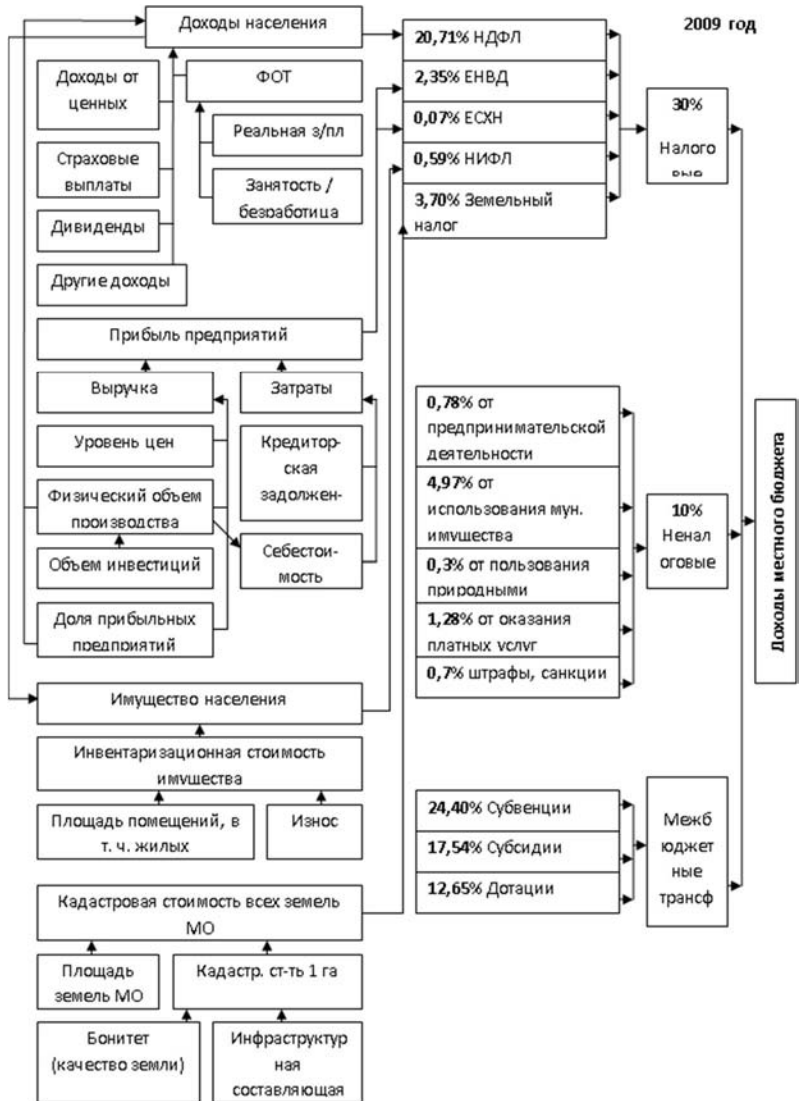 Доходы населения
2009 год
Доходы от
ценных
ФОТ
Реальная з/пл
Страховые
выплаты
Занятость /
безработица
Дивиденды
Другие доходы
20,71% НДФЛ
2,35% ЕНВД
0,07% ЕСХН
0,59% НИФЛ
3,70% Земельный
налог
30%
Налого
вые
Прибыль предприятий
Выручка
Затраты
Уровень цен
Кредитор-
ская
задолжен-
Физический объем
производства
Себестои-
мость
Объем инвестиций
Доля прибыльных
предприятий
0,78% от
предпринимательской
деятельности
4,97% от
использования мун.
имущества
0,3% от пользования
природными
1,28% от оказания
платных услуг
0,7% штрафы, санкции
10%
Ненал
оговые
Доходы местного бюджета
Имущество населения
Инвентаризационная стоимость
имущества
Площадь помещений, в
т. ч. жилых
Износ
24,40% Субвенции
17,54% Субсидии
12,65% Дотации
Межб
юджет
ные
трансф
Кадастровая стоимость всех земель
МО
Площадь
земель МО
Кадастр. ст-ть 1 га
Бонитет
(качество земли)
Инфраструктур
ная
составляющая